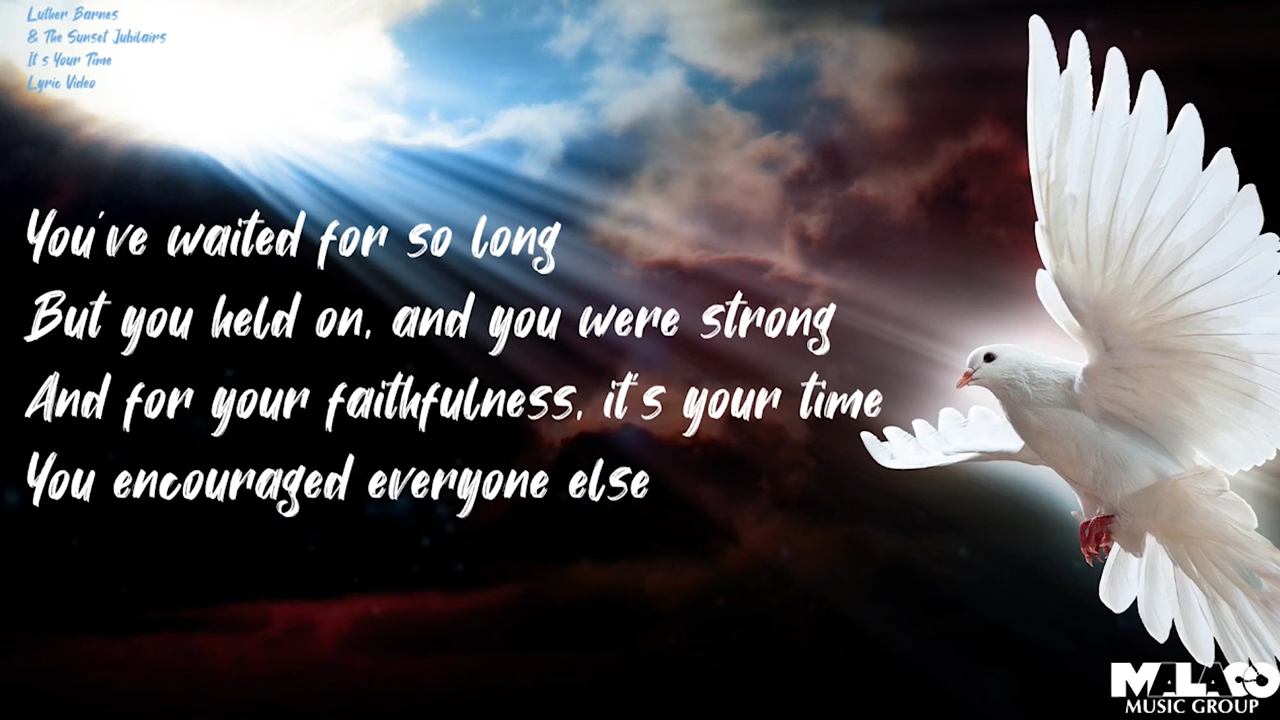 Luther Barnes
& The Sunset Jubilairs
It s Your Time
Lyric Video
You've waited for so long
But you held on, and you were strong
And for your faithfulness, it's your time
You encouraged everyone else
MALACO
MUSIC GROUP